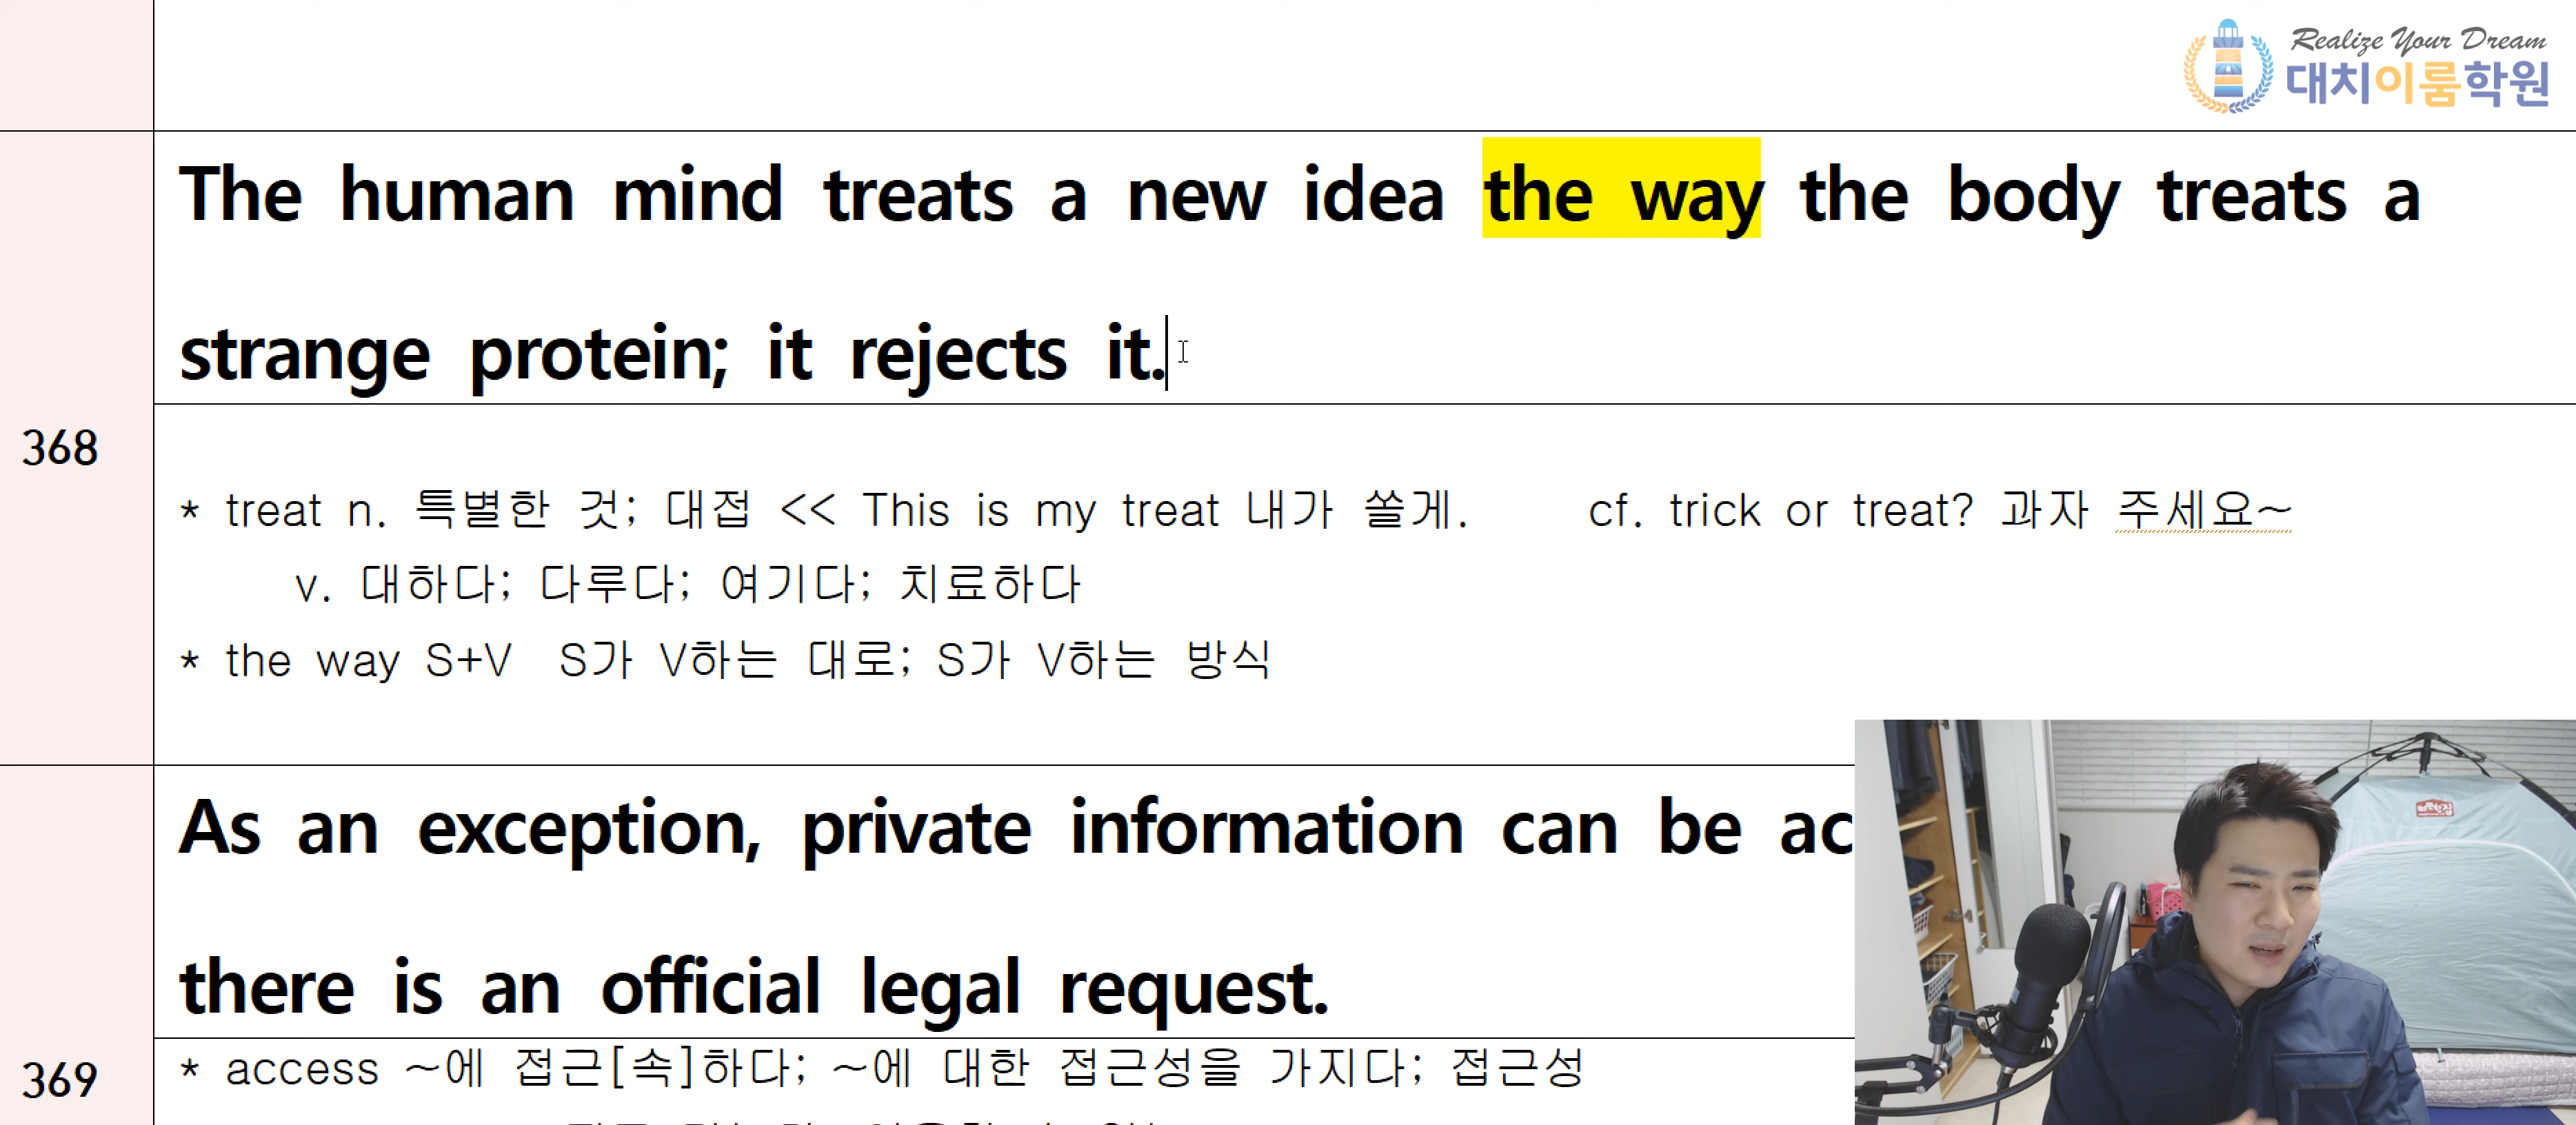 Realize Your Dream
대치이룸학원
The human mind treats a new idea the way the body treats a
strange protein; it rejects it.
368
* treat n. 특별한 것; 대접 << This is my treat 내가 쏠게. cf. trick or treat? 과자 주세요~
v. 대하다; 다루다; 여기다; 치료하다
* the way S+V S가 V하는 대로; S가 V하는 방식
As an exception, private information can be ac
there is an official legal request.
369
* access ~에 접근[속]하다; ~에 대한 접근성을 가지다; 접근성